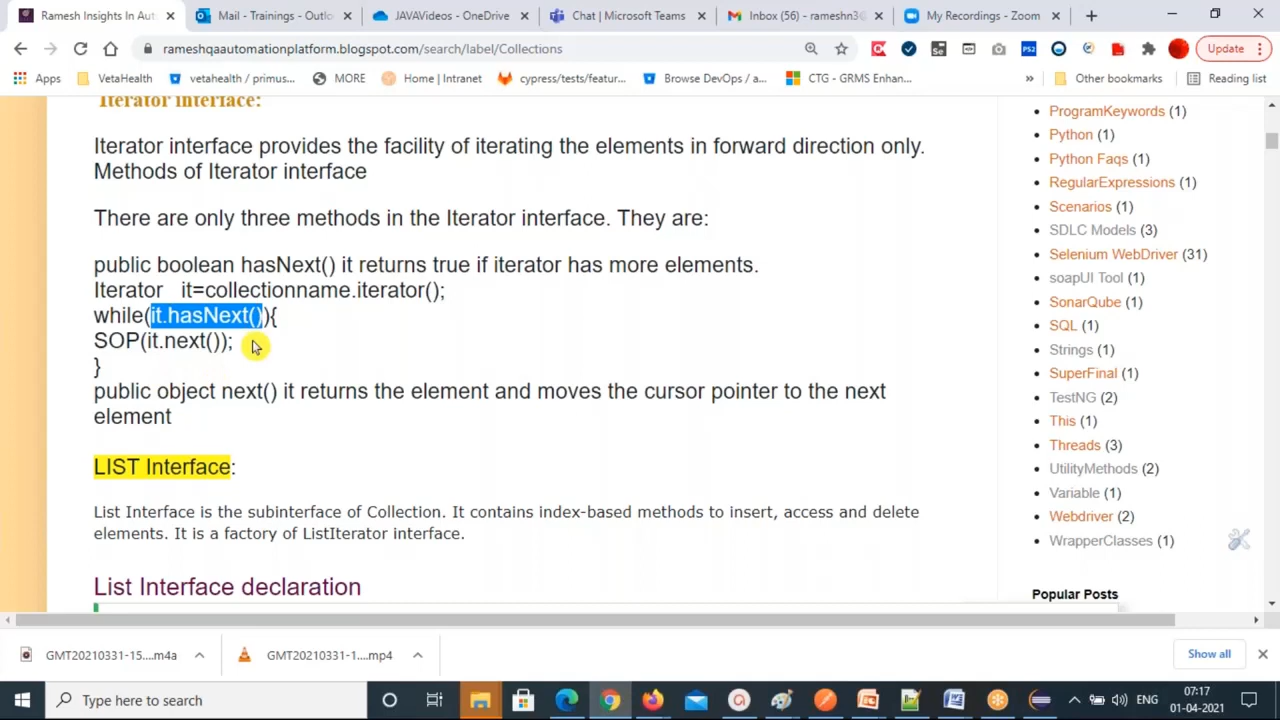 Ramesh Insights In Aut
Mail - Trainings - Outlo
JAVAVideos - OneDrive
Chat | Microsoft Teams
Inbox (56) - rameshn3@
My Recordings - Zoom
rameshqaautomationplatform.blogspot.com/search/label/Collections
Update
Apps
VetaHealth
vetahealth / primus...
MORE
Home | Intranet
cypress/tests/featur...
Browse DevOps / a...
CTG - GRMS Enhan...
»
Other bookmarks
Reading list
Iterator interface:
Iterator interface provides the facility of iterating the elements in forward direction only.
Methods of Iterator interface
There are only three methods in the Iterator interface. They are:
public boolean hasNext() it returns true if iterator has more elements.
Iterator it=collectionname.iterator();
while(it.hasNext()){
SOP(it.next());
}
public object next() it returns the element and moves the cursor pointer to the next
element
LIST Interface:
List Interface is the subinterface of Collection. It contains index-based methods to insert, access and delete
elements. It is a factory of ListIterator interface.
List Interface declaration
ProgramKeywords (1)
Python (1)
Python Faqs (1)
RegularExpressions (1)
Scenarios (1)
SDLC Models (3)
Selenium WebDriver (31)
soapUI Tool (1)
SonarQube (1)
SQL (1)
Strings (1)
SuperFinal (1)
TestNG (2)
This (1)
Threads (3)
UtilityMethods (2)
Variable (1)
Webdriver (2)
WrapperClasses (1)
Popular Posts
GMT20210331-15....m4a
GMT20210331-1....mp4
Show all
Type here to search
ENG
07:17
01-04-2021